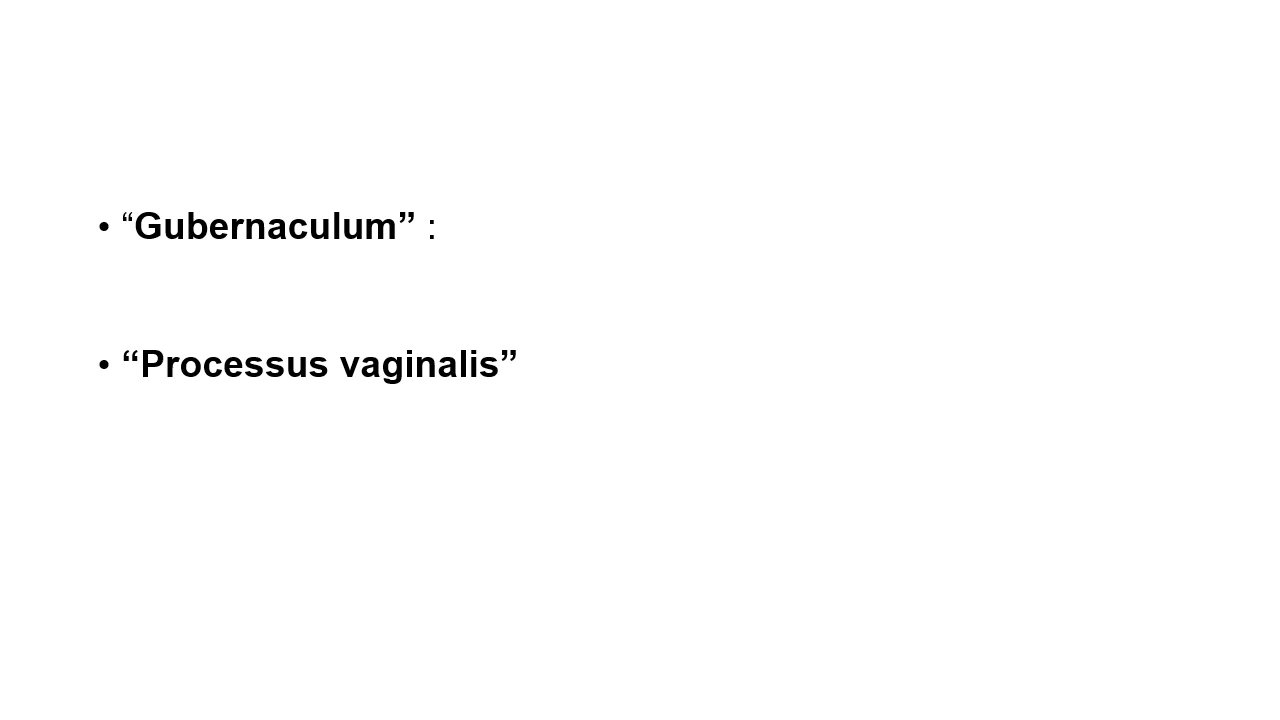 • “Gubernaculum” :
• “Processus vaginalis”